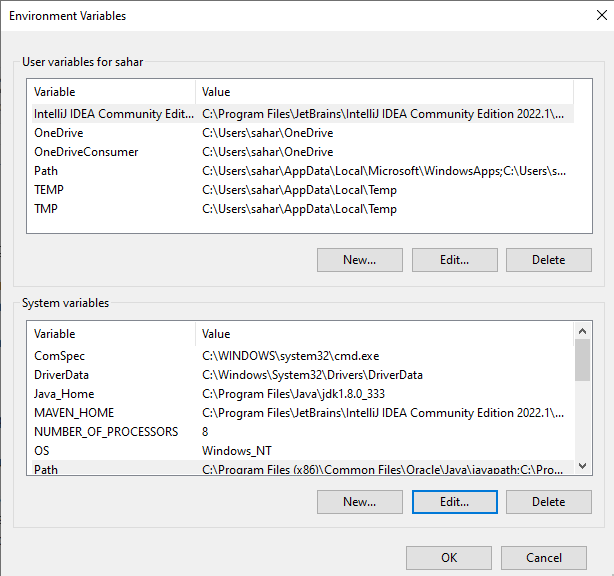 Environment Variables
User variables for sahar
Variable Value
IntelliJ IDEA Community Edit... C:\Program Files\JetBrains\IntelliJ IDEA Community Edition 2022.1\...
OneDrive C:\Users\sahar\OneDrive
OneDriveConsumer C:\Users\sahar\OneDrive
Path C:\Users\sahar\AppData\Local\Microsoft\WindowsApps;C:\Users\s...
TEMP C:\Users\sahar\AppData\Local\Temp
TMP C:\Users\sahar\AppData\Local\Temp
New... Edit... Delete
System variables
Variable Value
ComSpec C:\WINDOWS\system32\cmd.exe
DriverData C:\Windows\System32\Drivers\DriverData
Java_Home C:\Program Files\Java\jdk1.8.0_333
MAVEN_HOME C:\Program Files\JetBrains\IntelliJ IDEA Community Edition 2022.1\...
NUMBER_OF_PROCESSORS 8
OS Windows_NT
Path C:\Program Files (x86)\Common Files\Oracle\Java\javapath;C:\Pro...
New... Edit... Delete
OK Cancel